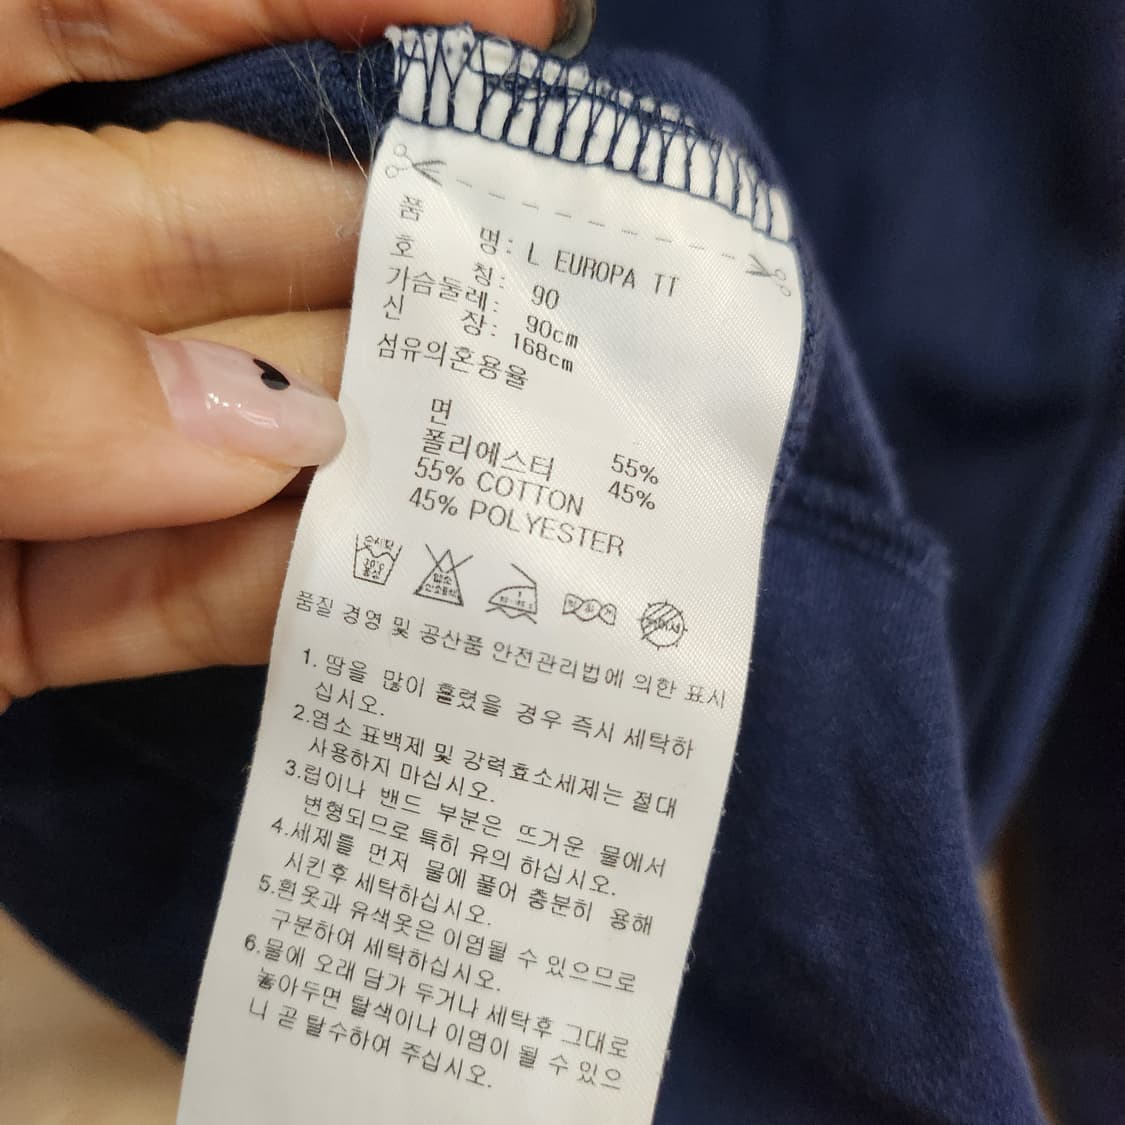 품 명: L EUROPA TT
호 칭: 90
가슴둘레: 90cm
신 장: 168cm
섬유의혼용율
면 55%
폴리에스터 45%
55% COTTON
45% POLYESTER
품질 경영 및 공산품 안전관리법에 의한 표시
1. 땀을 많이 흘렸을 경우 즉시 세탁하
십시오.
2.염소 표백제 및 강력효소세제는 절대
사용하지 마십시오.
3.립이나 밴드 부분은 뜨거운 물에서
변형되므로 특히 유의 하십시오.
4.세제를 먼저 물에 풀어 충분히 용해
시킨후 세탁하십시오.
5.흰옷과 유색옷은 이염될 수 있으므로
구분하여 세탁하십시오.
6.물에 오래 담가 두거나 세탁후 그대로
놓아두면 탈색이나 이염이 될 수 있으
니 곧 탈수하여 주십시오.